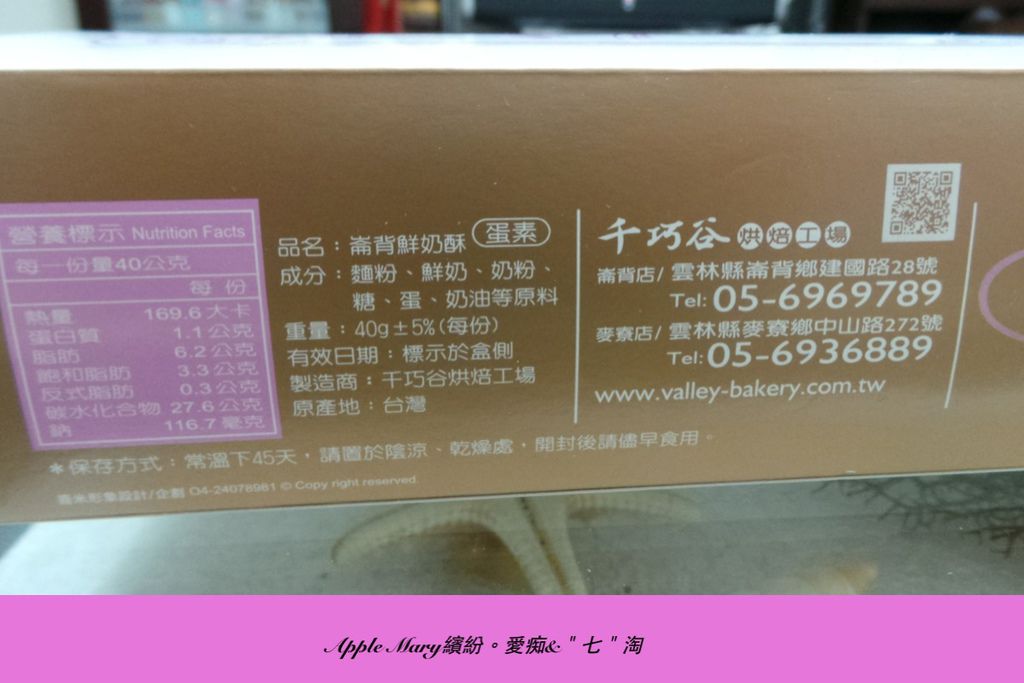 營養標示 Nutrition Facts
每一份量40公克
每 份
熱量 169.6大卡
蛋白質 1.1公克
脂肪 6.2公克
飽和脂肪 3.3公克
反式脂肪 0.3公克
碳水化合物 27.6公克
鈉 116.7毫克
品名：崙背鮮奶酥 蛋素
成分：麵粉、鮮奶、奶粉、
糖、蛋、奶油等原料
重量：40g±5%(每份)
有效日期：標示於盒側
製造商：千巧谷烘焙工場
原產地：台灣
千巧谷烘焙工場
崙背店/ 雲林縣崙背鄉建國路28號
Tel: 05-6969789
麥寮店/ 雲林縣麥寮鄉中山路272號
Tel: 05-6936889
www.valley-bakery.com.tw
＊保存方式：常溫下45天，請置於陰涼、乾燥處，開封後請儘早食用。
喜米形象設計/企劃 04-24078981 © Copy right reserved.
Apple Mary繽紛。愛痴&＂七＂淘